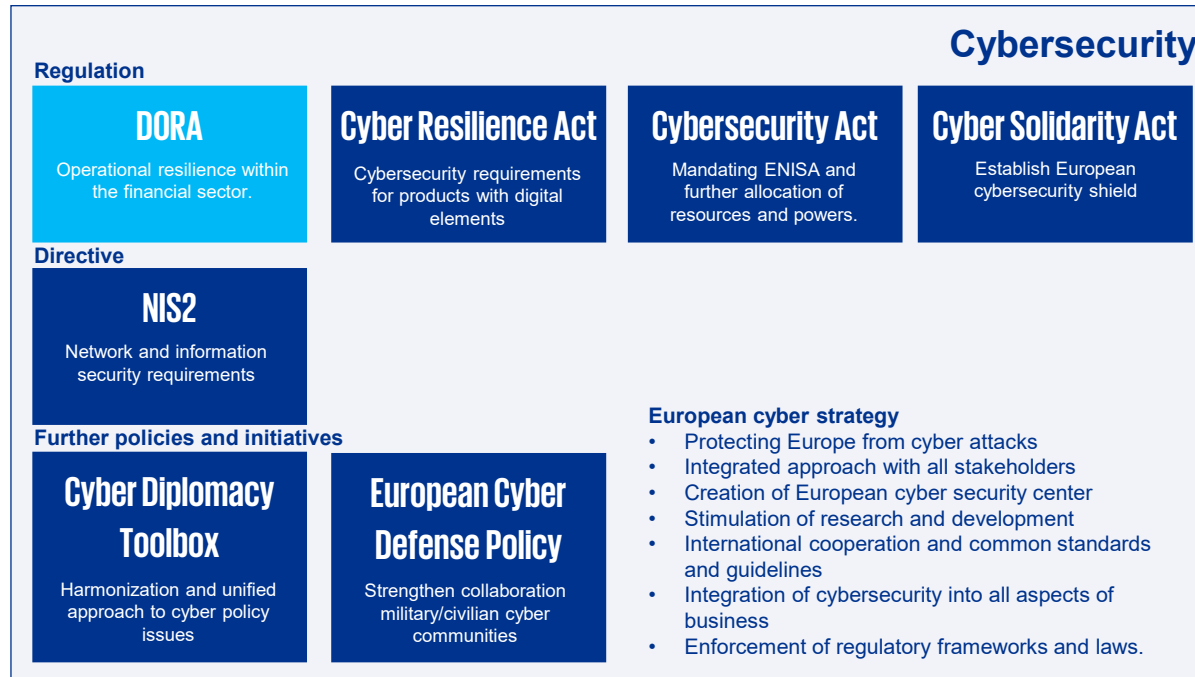 Cybersecurity
Regulation
DORA
Operational resilience within
the financial sector.
Cyber Resilience Act
Cybersecurity requirements
for products with digital
elements
Cybersecurity Act
Mandating ENISA and
further allocation of
resources and powers.
Cyber Solidarity Act
Establish European
cybersecurity shield
Directive
NIS2
Network and information
security requirements
Further policies and initiatives
Cyber Diplomacy
Toolbox
Harmonization and unified
approach to cyber policy
issues
European Cyber
Defense Policy
Strengthen collaboration
military/civilian cyber
communities
European cyber strategy
• Protecting Europe from cyber attacks
• Integrated approach with all stakeholders
• Creation of European cyber security center
• Stimulation of research and development
• International cooperation and common standards
and guidelines
• Integration of cybersecurity into all aspects of
business
• Enforcement of regulatory frameworks and laws.